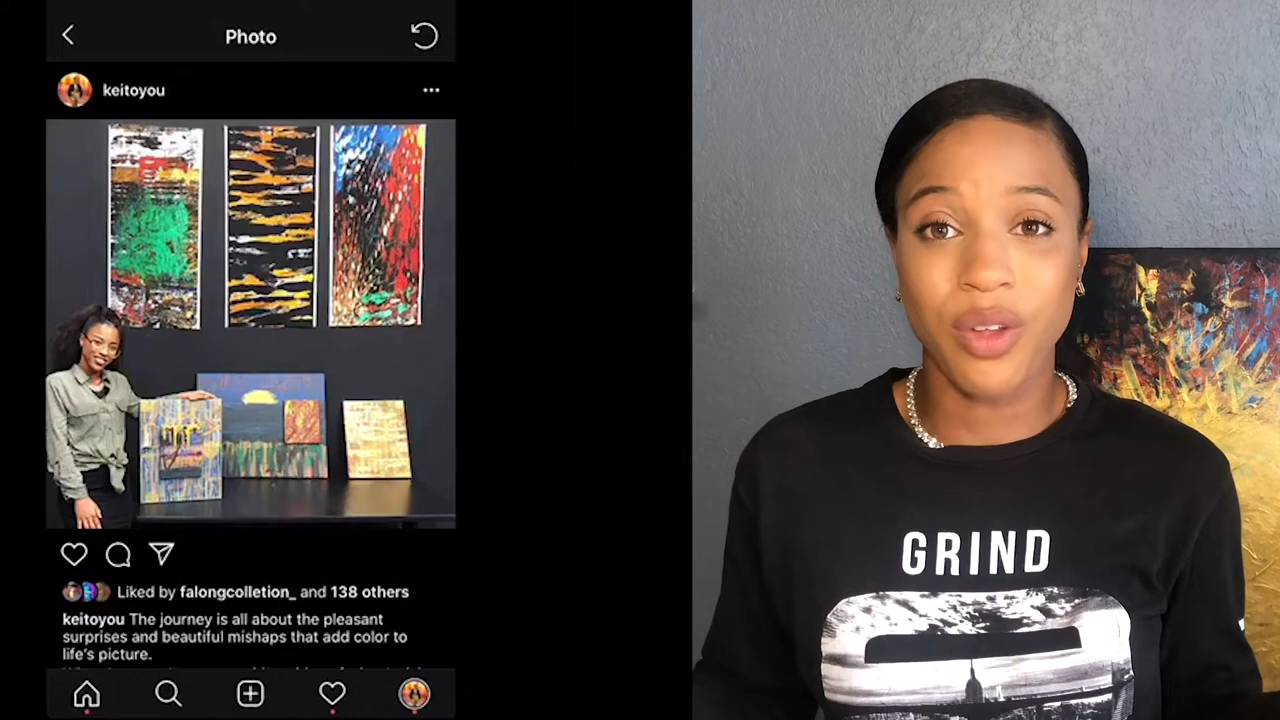 Photo
keitoyou
Liked by falongcolletion_ and 138 others
keitoyou The journey is all about the pleasant
surprises and beautiful mishaps that add color to
life's picture.
GRIND